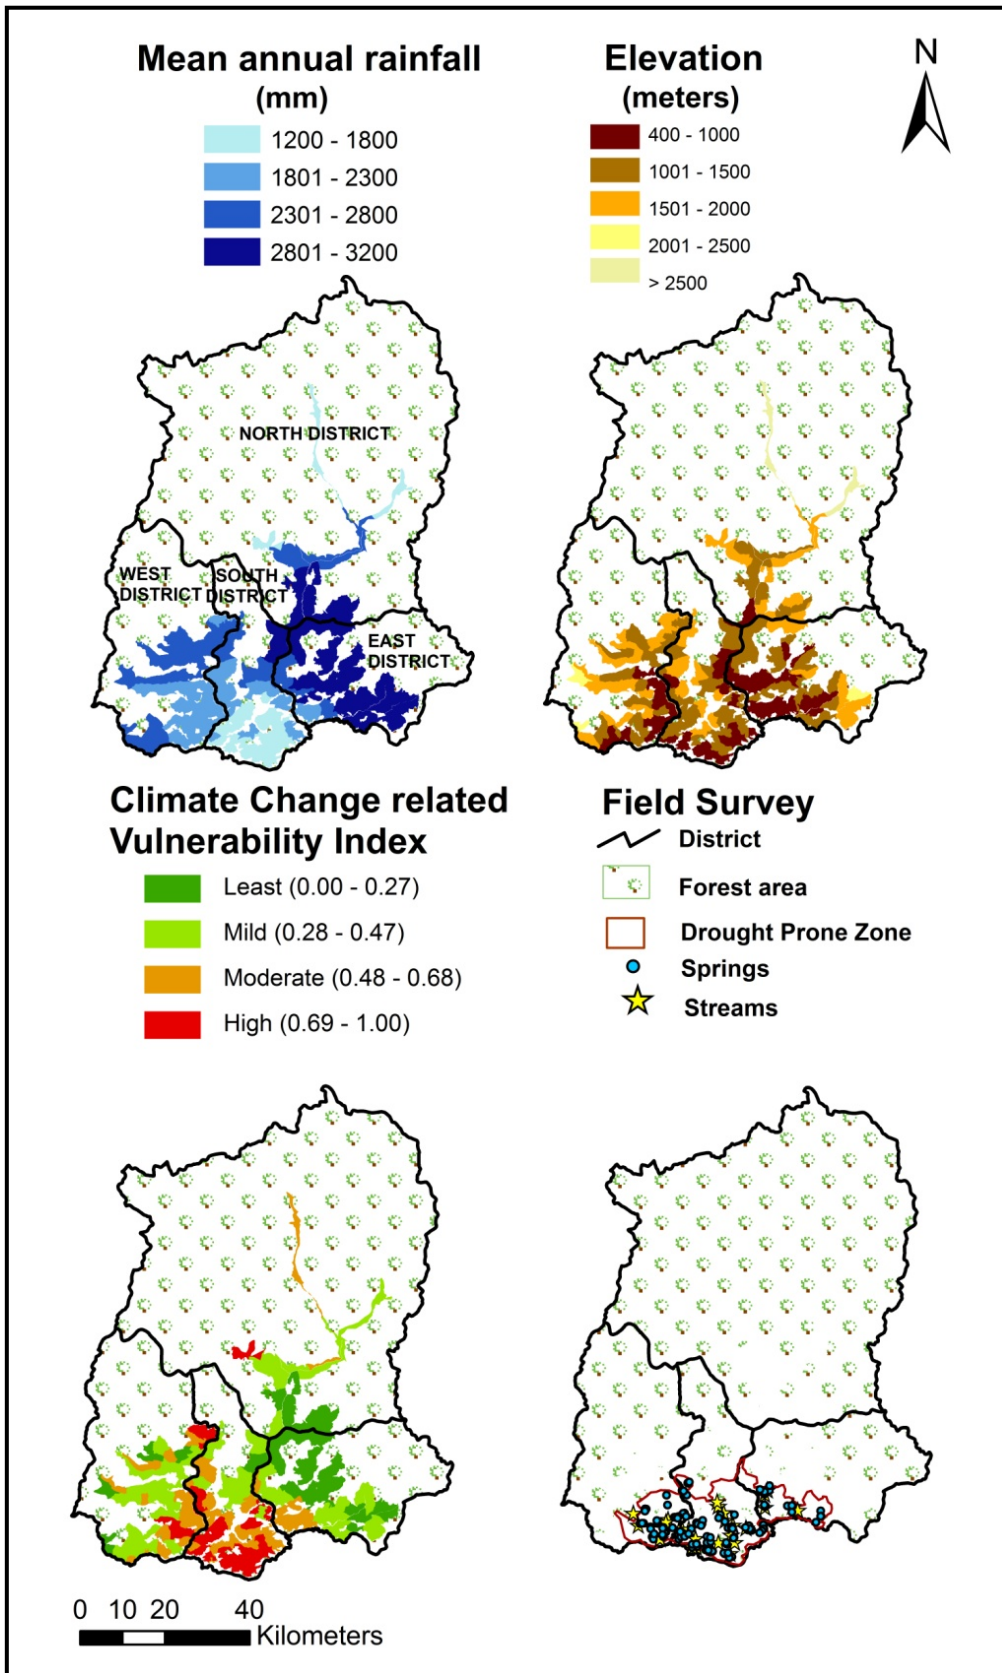 Mean annual rainfall
(mm)
1200 - 1800
1801 - 2300
2301 - 2800
2801 - 3200
Elevation
(meters)
400 - 1000
1001 - 1500
1501 - 2000
2001 - 2500
> 2500
N
NORTH DISTRICT
WEST
DISTRICT
SOUTH
DISTRICT
EAST
DISTRICT
Climate Change related
Vulnerability Index
Least (0.00 - 0.27)
Mild (0.28 - 0.47)
Moderate (0.48 - 0.68)
High (0.69 - 1.00)
Field Survey
District
Forest area
Drought Prone Zone
Springs
Streams
0 10 20 40
Kilometers